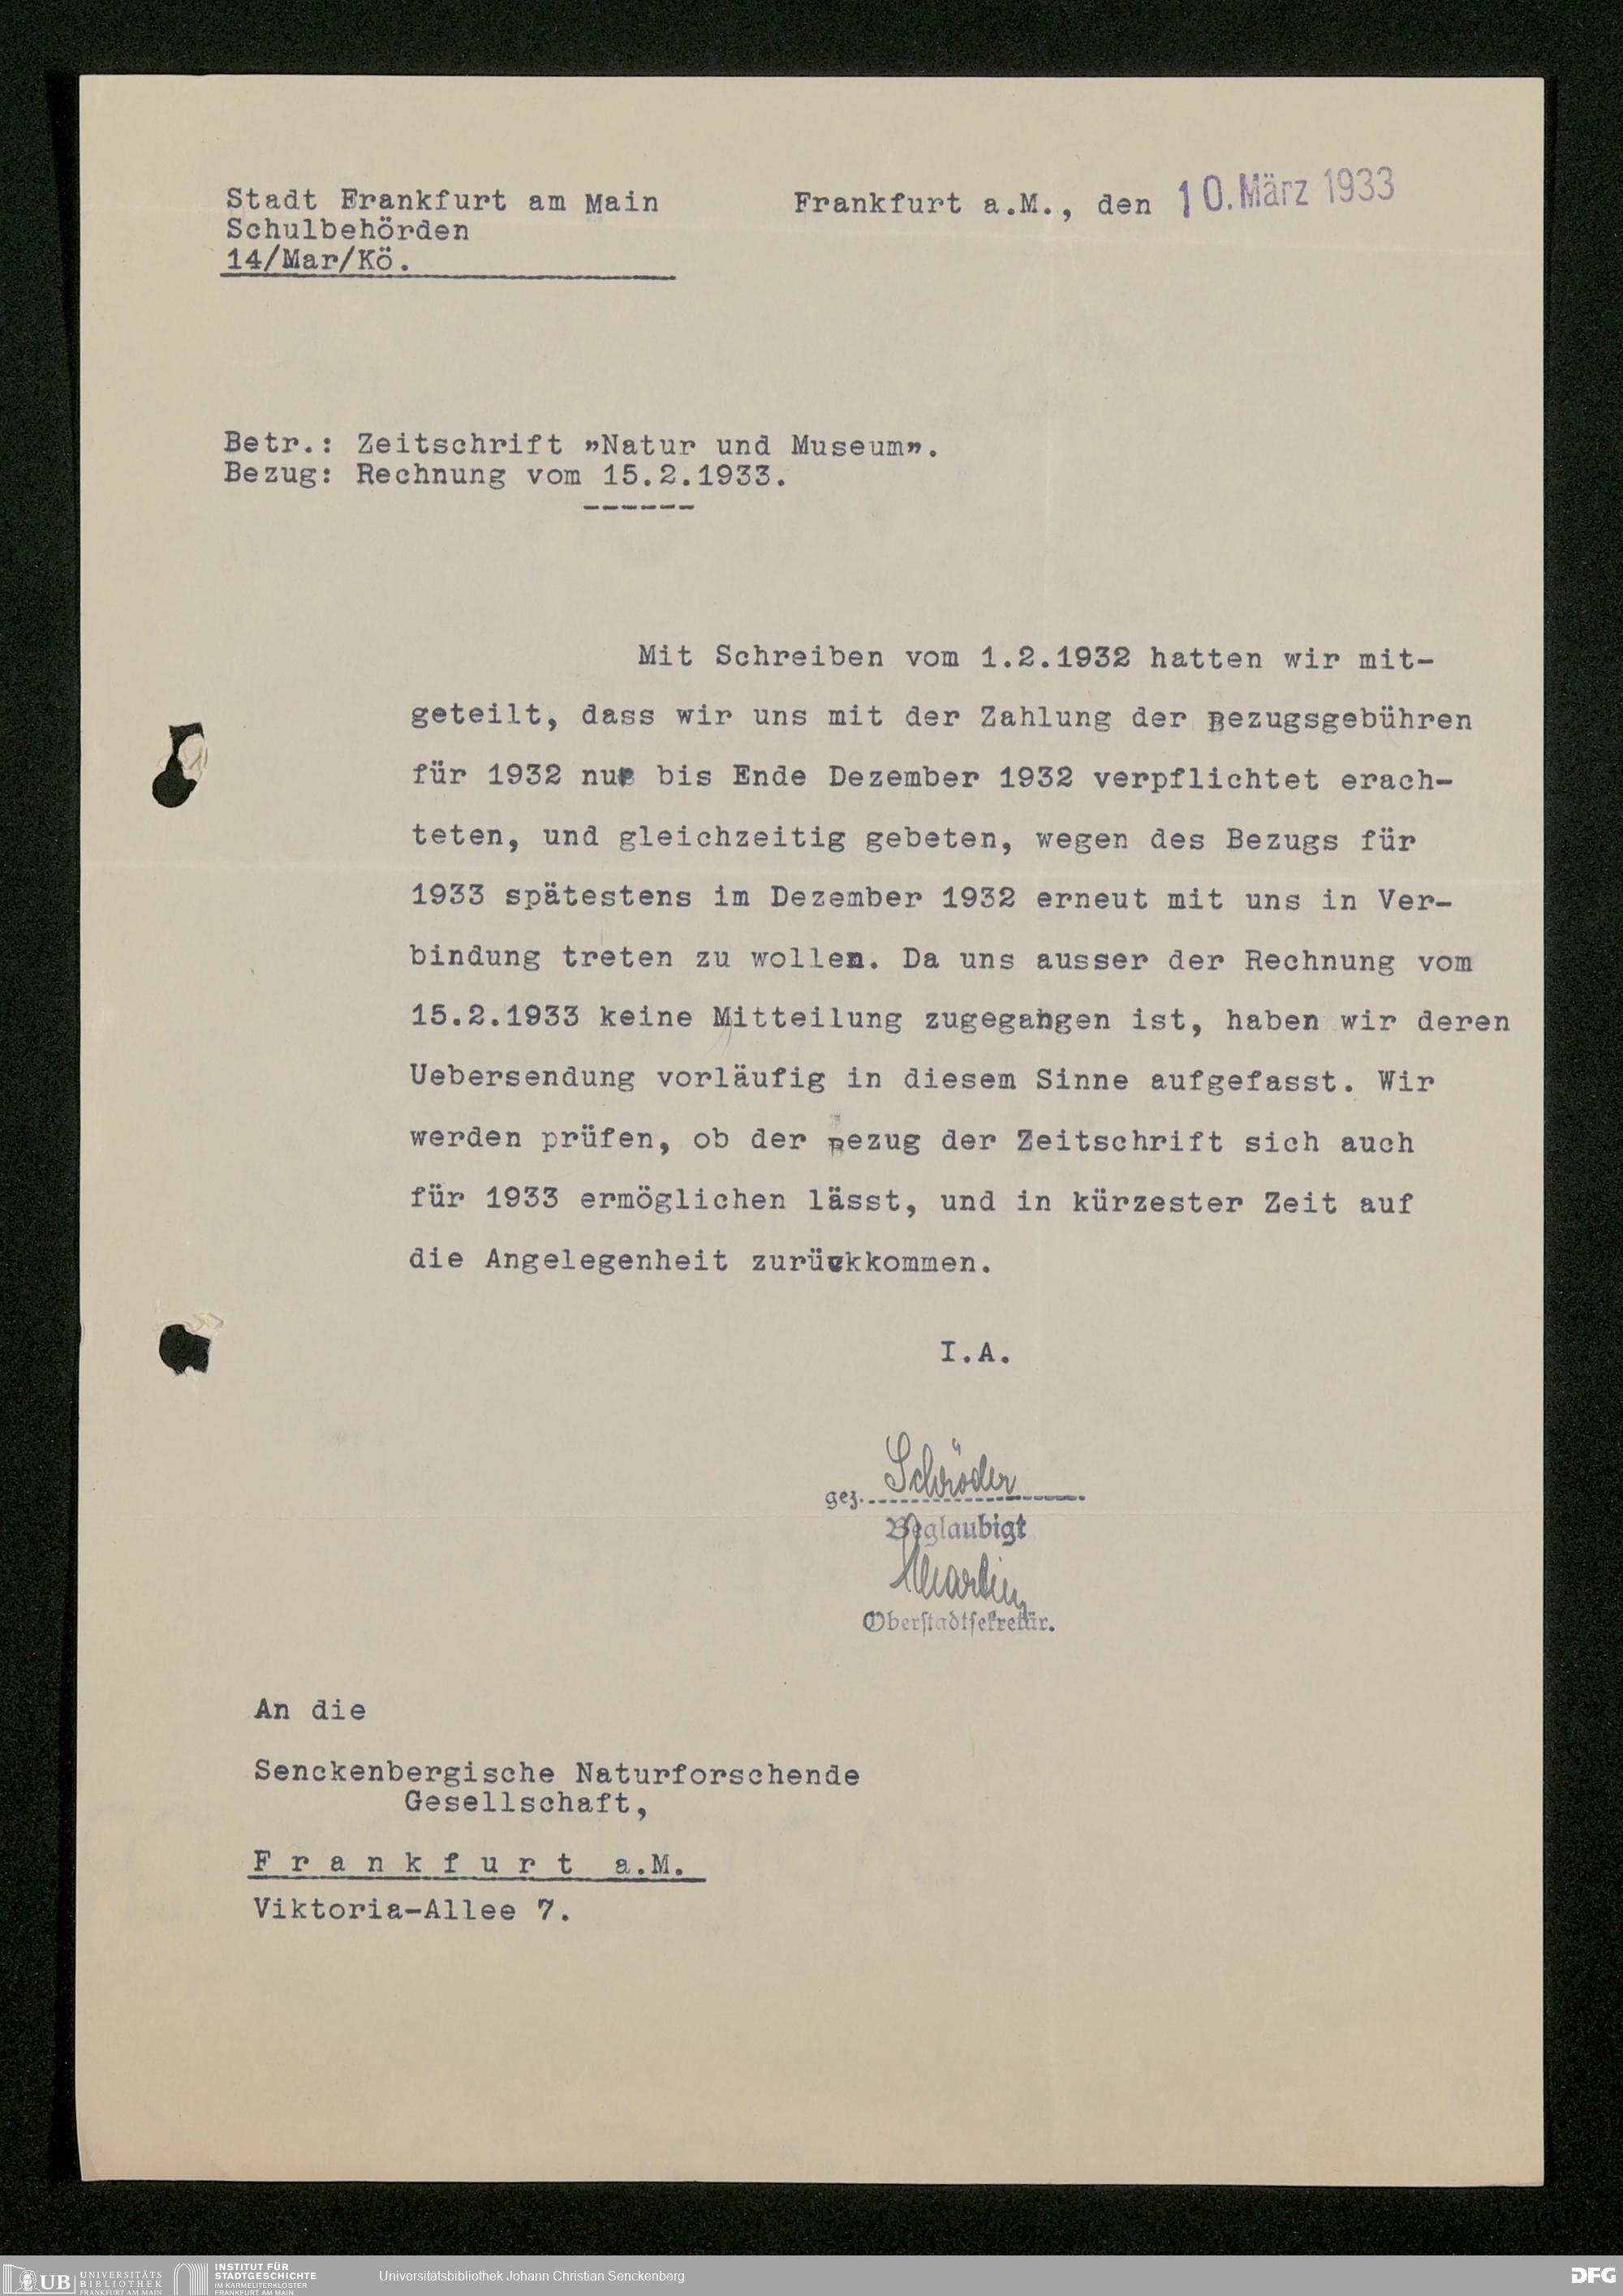 Stadt Frankfurt am Main
Schulbehörden
14/Mar/Kö.
Frankfurt a.M., den 10. März 1933
Betr.: Zeitschrift "Natur und Museum".
Bezug: Rechnung vom 15.2.1933.
------
Mit Schreiben vom 1.2.1932 hatten wir mit-
geteilt, dass wir uns mit der Zahlung der Bezugsgebühren
für 1932 nur bis Ende Dezember 1932 verpflichtet erach-
teten, und gleichzeitig gebeten, wegen des Bezugs für
1933 spätestens im Dezember 1932 erneut mit uns in Ver-
bindung treten zu wollen. Da uns ausser der Rechnung vom
15.2.1933 keine Mitteilung zugegangen ist, haben wir deren
Uebersendung vorläufig in diesem Sinne aufgefasst. Wir
werden prüfen, ob der Bezug der Zeitschrift sich auch
für 1933 ermöglichen lässt, und in kürzester Zeit auf
die Angelegenheit zurückkommen.
I.A.
gez. Schröder
Beglaubigt
Martin
Oberstadtsekretär.
An die
Senckenbergische Naturforschende
Gesellschaft,
F r a n k f u r t a.M.
Viktoria-Allee 7.
UB UNIVERSITÄTS
BIBLIOTHEK
FRANKFURT AM MAIN
INSTITUT FÜR
STADTGESCHICHTE
IM KARMELITERKLOSTER
FRANKFURT AM MAIN
Universitätsbibliothek Johann Christian Senckenberg
DFG